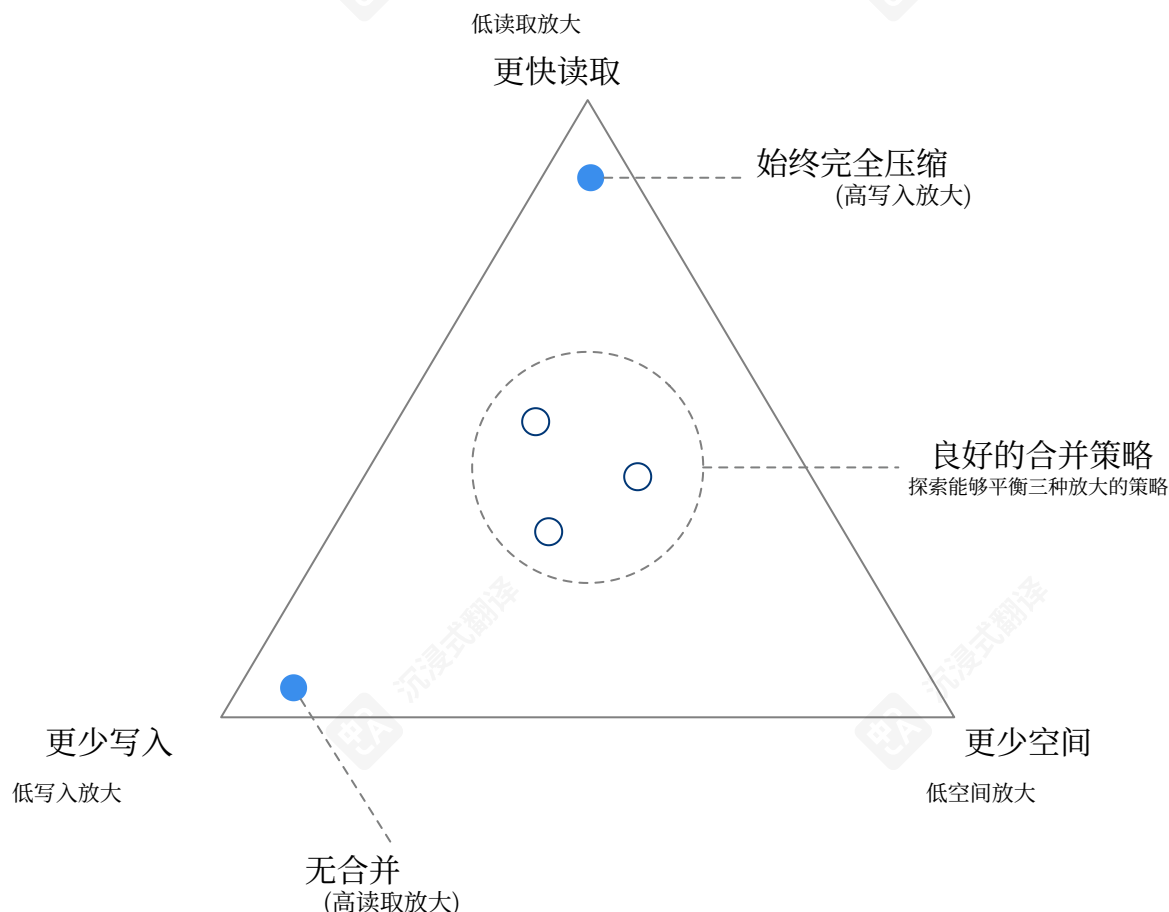 低读取放大
更快读取
始终完全压缩
(高写入放大)
良好的合并策略
探索能够平衡三种放大的策略
沉浸式翻译
沉浸式翻译
更少写入
更少空间
低写入放大
低空间放大
无合并
(高读取放大)